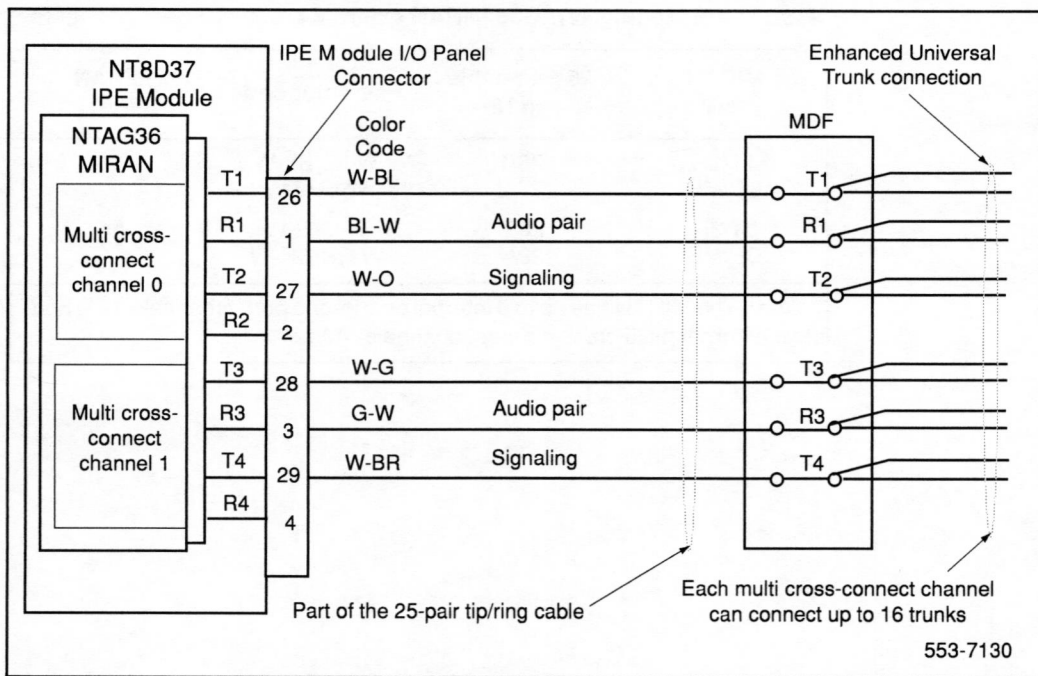 IPE Module I/O Panel
Connector
Enhanced Universal
Trunk connection
NT8D37
IPE Module
NTAG36
MIRAN
Color
Code
MDF
T1
26
W-BL
T1
Multi cross-
connect
channel 0
R1
1
BL-W
Audio pair
R1
T2
27
W-O
Signaling
T2
R2
2
T3
28
W-G
T3
Multi cross-
connect
channel 1
R3
3
G-W
Audio pair
R3
T4
29
W-BR
Signaling
T4
R4
4
Part of the 25-pair tip/ring cable
Each multi cross-connect channel
can connect up to 16 trunks
553-7130